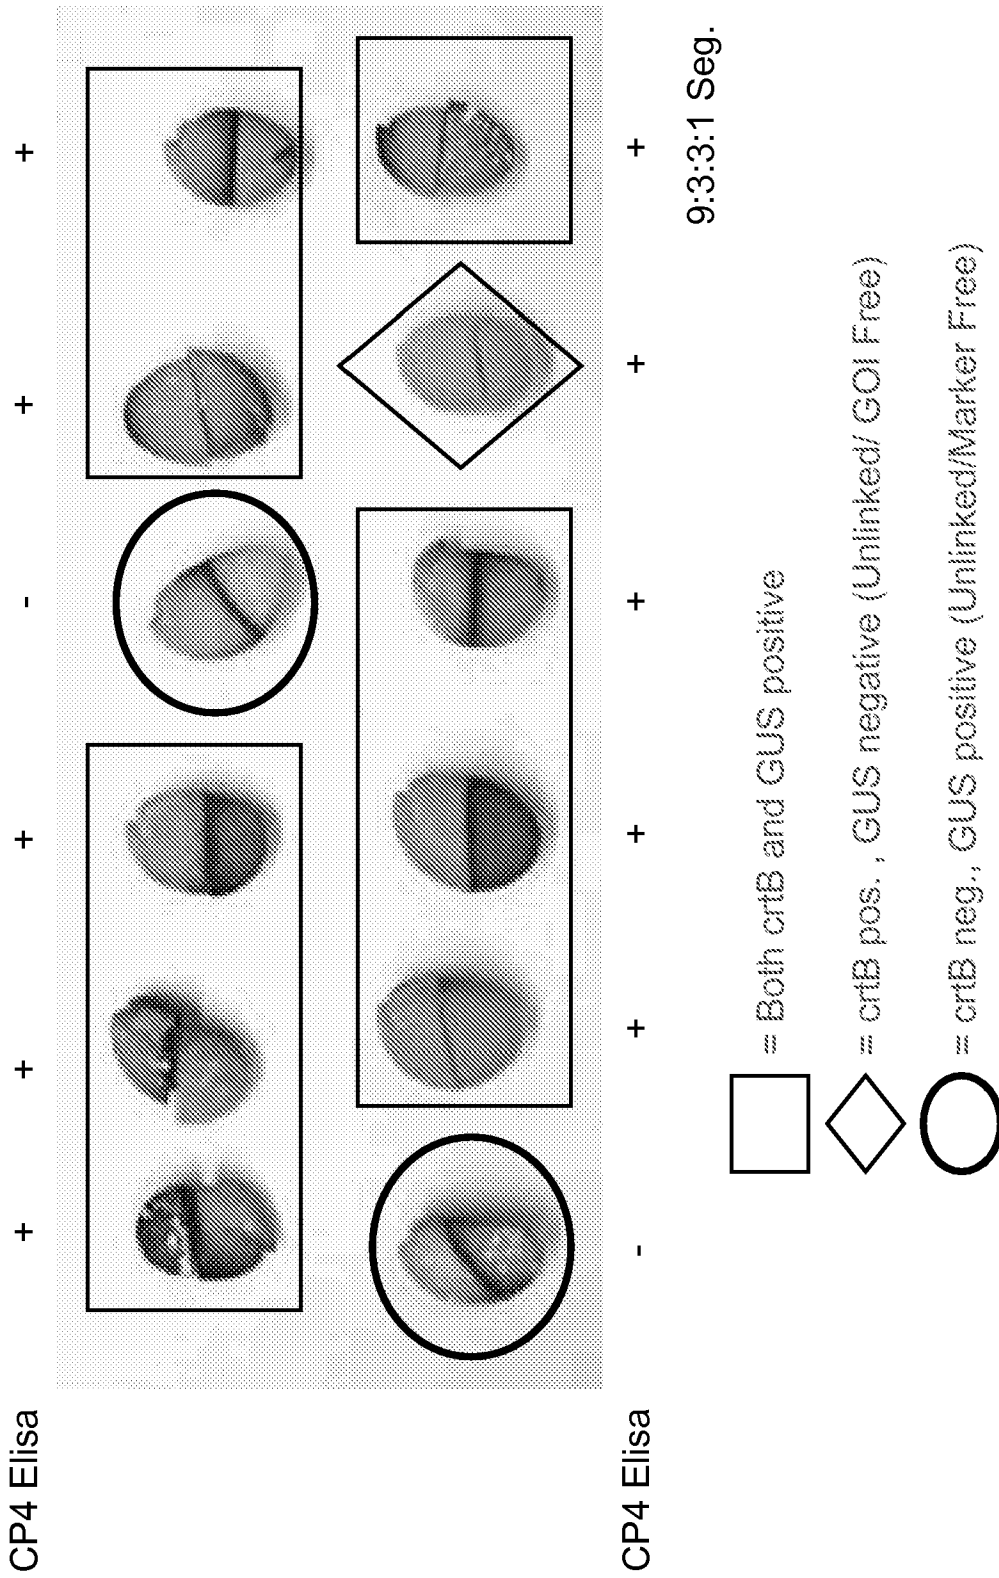 CP4 Elisa + + + - + +
CP4 Elisa - + + + + +
9:3:3:1 Seg.
= Both crtB and GUS positive
= crtB pos. , GUS negative (Unlinked/ GOI Free)
= crtB neg., GUS positive (Unlinked/Marker Free)